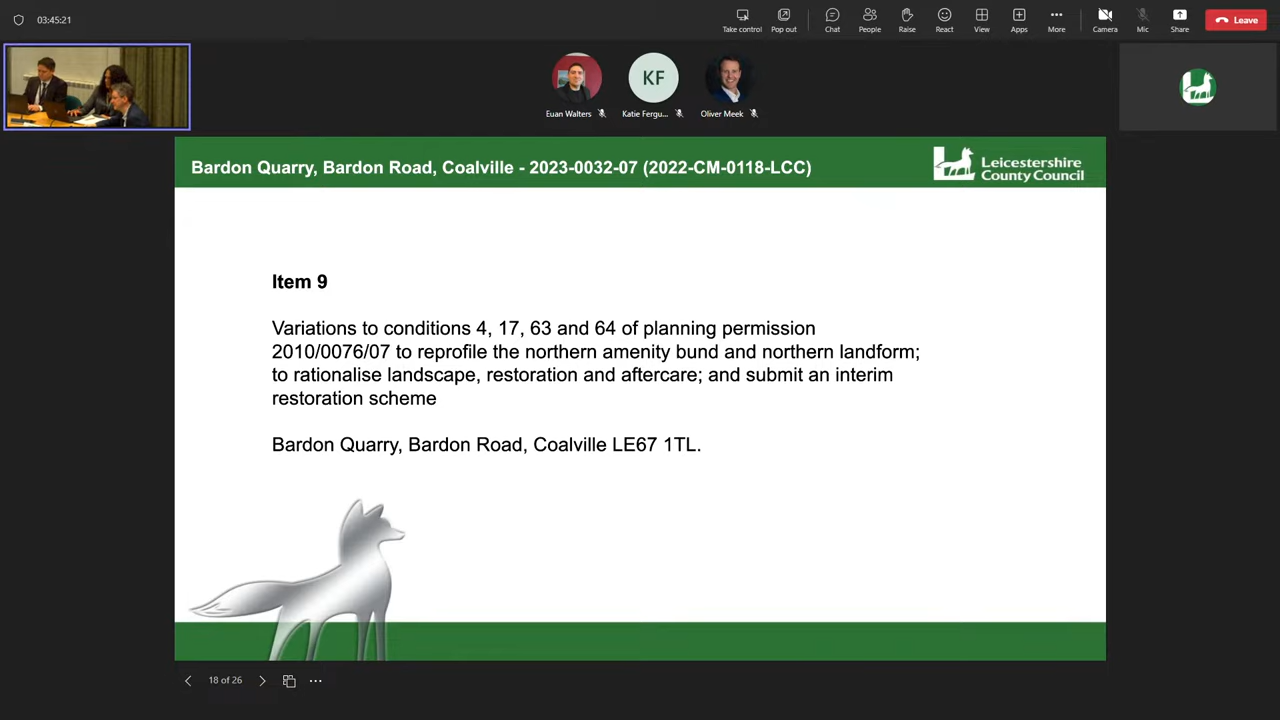 03:45:21
Take control
Pop out
Chat
People
Raise
React
View
Apps
More
Camera
Mic
Share
Leave
KF
Euan Walters
Katie Fergu...
Oliver Meek
Bardon Quarry, Bardon Road, Coalville - 2023-0032-07 (2022-CM-0118-LCC)
Leicestershire
County Council
Item 9
Variations to conditions 4, 17, 63 and 64 of planning permission
2010/0076/07 to reprofile the northern amenity bund and northern landform;
to rationalise landscape, restoration and aftercare; and submit an interim
restoration scheme
Bardon Quarry, Bardon Road, Coalville LE67 1TL.
18 of 26